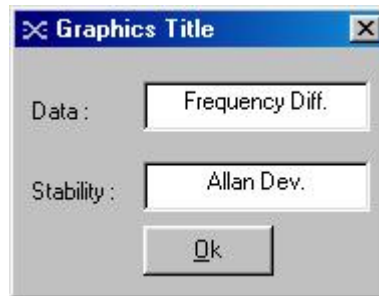 Graphics Title
Data :
Frequency Diff.
Stability :
Allan Dev.
Ok